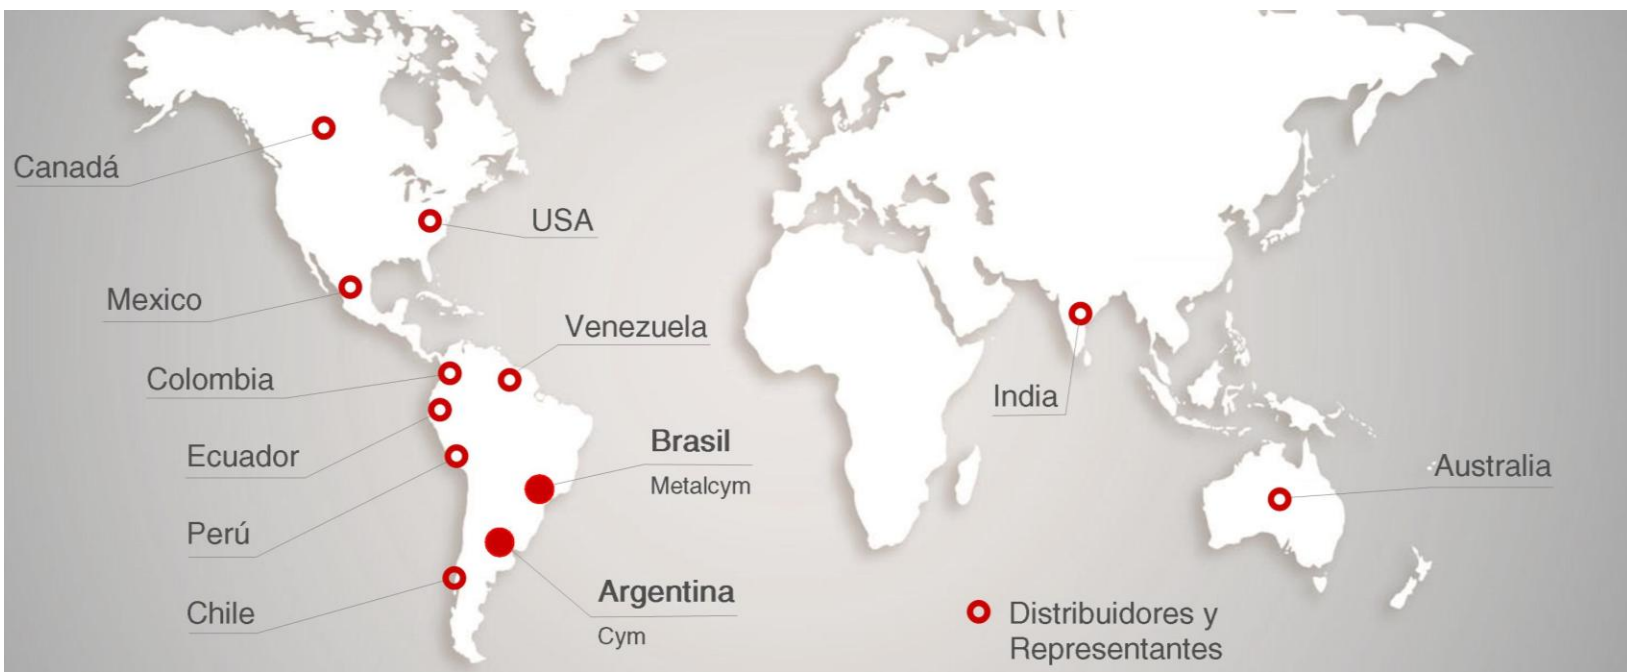 Canadá
USA
Mexico
Venezuela
Colombia
India
Ecuador
Brasil
Metalcym
Australia
Perú
Argentina
Cym
Chile
Distribuidores y
Representantes